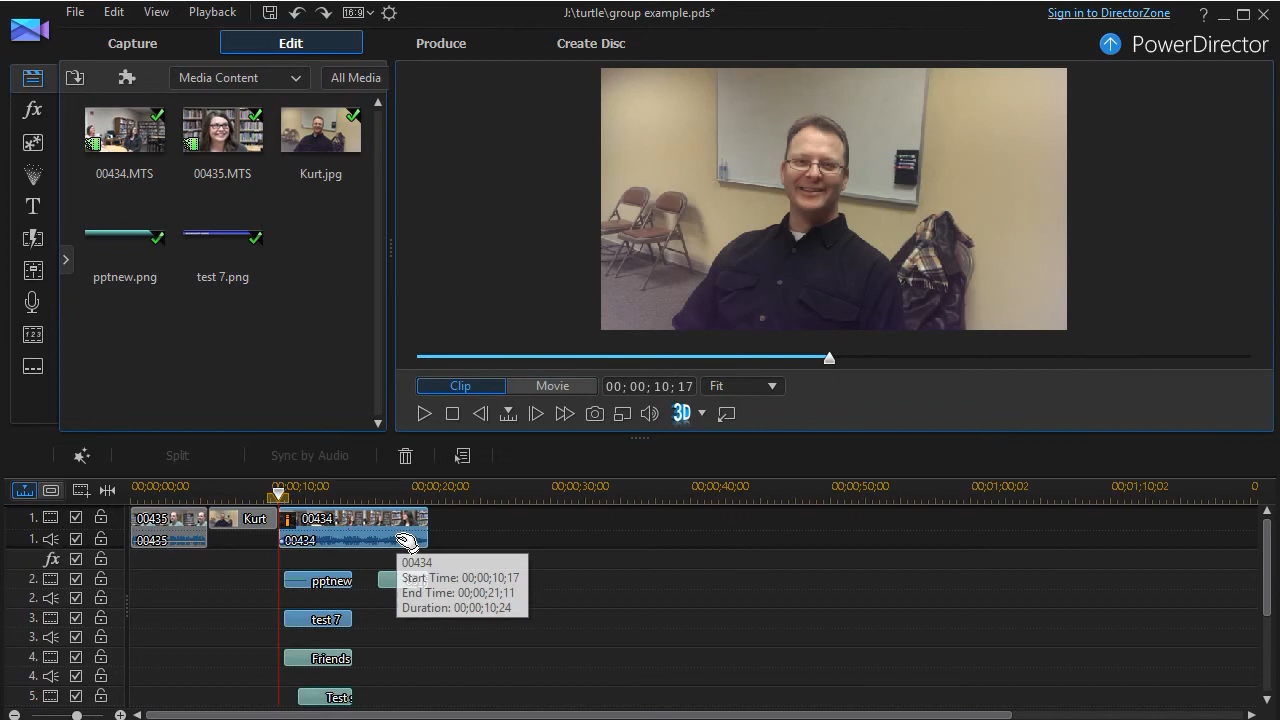 File Edit View Playback 16:9 J:\turtle\group example.pds* Sign in to DirectorZone ?
Capture Edit Produce Create Disc PowerDirector
Media Content All Media
fx
00434.MTS 00435.MTS Kurt.jpg
T
pptnew.png test 7.png
Clip Movie 00; 00; 10; 17 Fit
3D
Split Sync by Audio
00;00;00;00 00;00;10;00 00;00;20;00 00;00;30;00 00;00;40;00 00;00;50;00 00;01;00;02 00;01;10;02 0
1. 00435 Kurt 00434
1. 00435 00434
fx
00434
Start Time: 00;00;10;17
End Time: 00;00;21;11
Duration: 00;00;10;24
2. pptnew
2.
3. test 7
3.
4. Friends
4.
5. Test